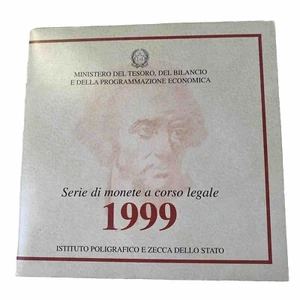 MINISTERO DEL TESORO, DEL BILANCIO
E DELLA PROGRAMMAZIONE ECONOMICA
Serie di monete a corso legale
1999
ISTITUTO POLIGRAFICO E ZECCA DELLO STATO